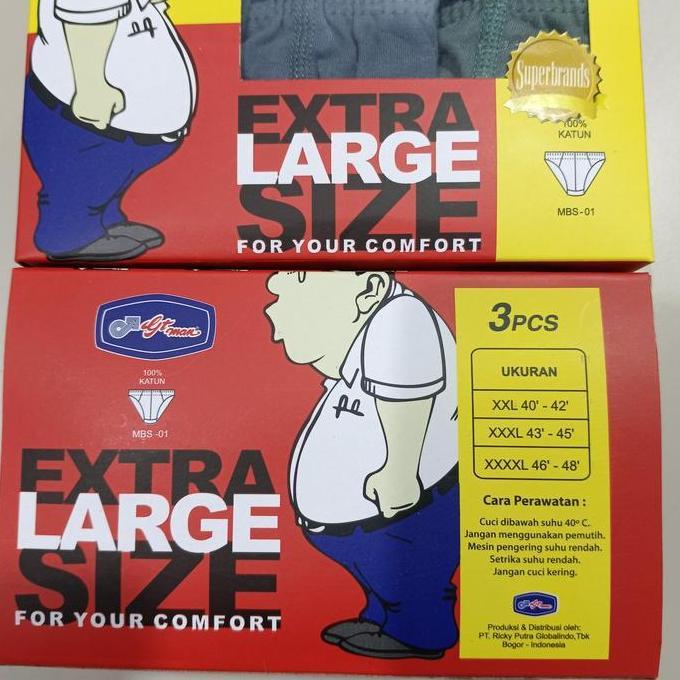 Superbrands
100%
KATUN
MBS-01
EXTRA
LARGE
SIZE
FOR YOUR COMFORT
GT man
100%
KATUN
MBS-01
EXTRA
LARGE
SIZE
FOR YOUR COMFORT
3PCS
UKURAN
XXL 40' - 42'
XXXL 43' - 45'
XXXXL 46' - 48'
Cara Perawatan :
Cuci dibawah suhu 40º C.
Jangan menggunakan pemutih.
Mesin pengering suhu rendah.
Setrika suhu rendah.
Jangan cuci kering.
Produksi & Distribusi oleh:
PT. Ricky Putra Globalindo,Tbk
Bogor - Indonesia